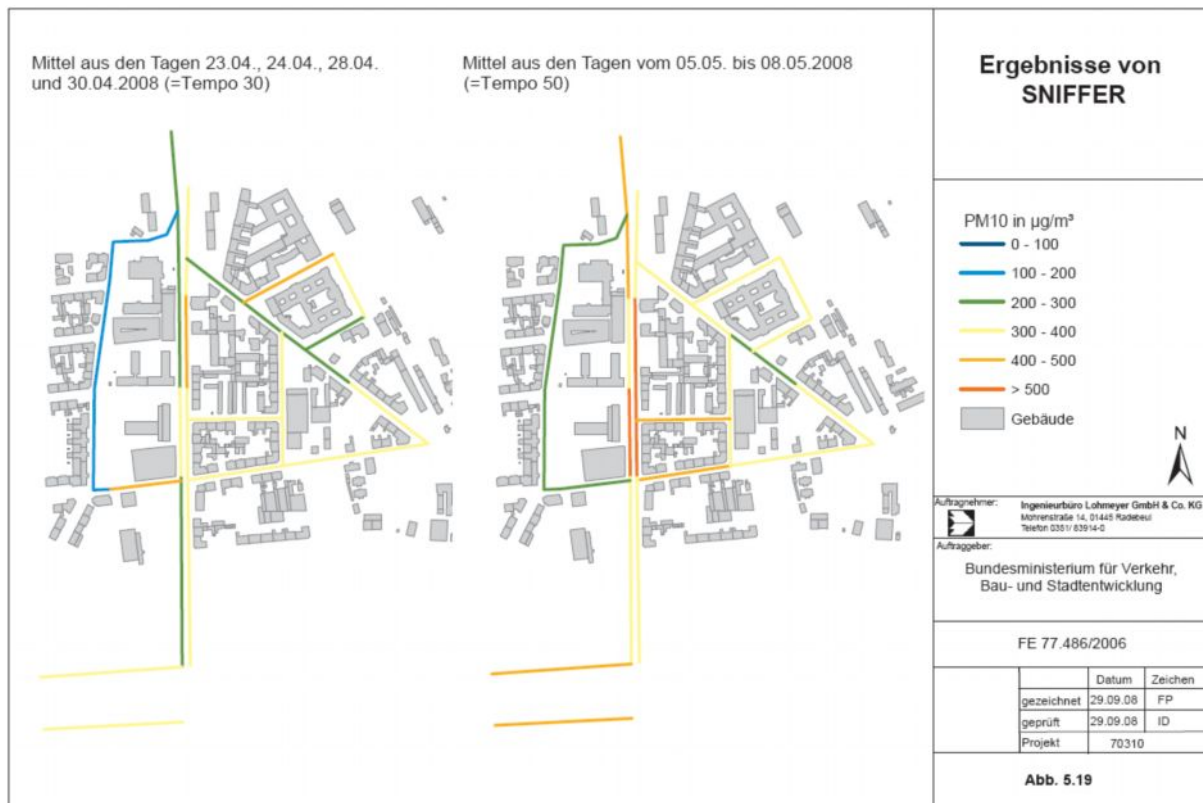 Mittel aus den Tagen 23.04., 24.04., 28.04.
und 30.04.2008 (=Tempo 30)
Mittel aus den Tagen vom 05.05. bis 08.05.2008
(=Tempo 50)
Ergebnisse von
SNIFFER
PM10 in µg/m³
0 - 100
100 - 200
200 - 300
300 - 400
400 - 500
> 500
Gebäude
N
Auftragnehmer:
Ingenieurbüro Lohmeyer GmbH & Co. KG
Mohrenstraße 14, 01445 Radebeul
Telefon 0351/ 83914-0
Auftraggeber:
Bundesministerium für Verkehr,
Bau- und Stadtentwicklung
FE 77.486/2006
Datum Zeichen
gezeichnet 29.09.08 FP
geprüft 29.09.08 ID
Projekt 70310
Abb. 5.19